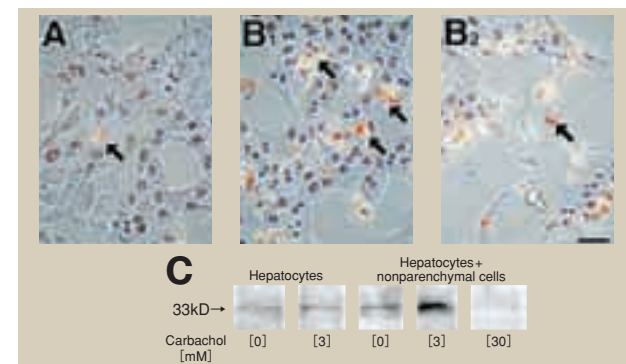 A B1 B2
C
Hepatocytes
Hepatocytes+
nonparenchymal cells
33kD→
Carbachol [0] [3] [0] [3] [30]
[mM]